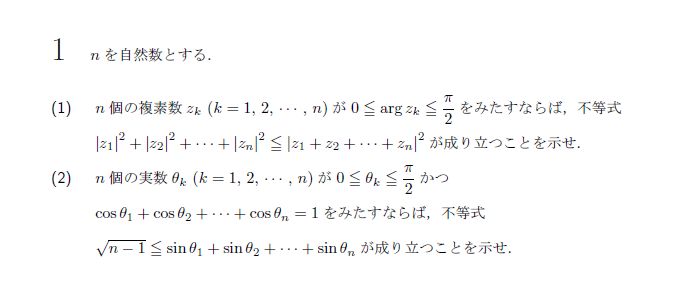 1 nを自然数とする．
(1) n個の複素数 z_k (k = 1, 2, ⋯ , n) が 0 ≦ arg z_k ≦ π/2 をみたすならば，不等式
|z_1|^2 + |z_2|^2 + ⋯ + |z_n|^2 ≦ |z_1 + z_2 + ⋯ + z_n|^2 が成り立つことを示せ．
(2) n個の実数 θ_k (k = 1, 2, ⋯ , n) が 0 ≦ θ_k ≦ π/2 かつ
cos θ_1 + cos θ_2 + ⋯ + cos θ_n = 1 をみたすならば，不等式
√(n − 1) ≦ sin θ_1 + sin θ_2 + ⋯ + sin θ_n が成り立つことを示せ．